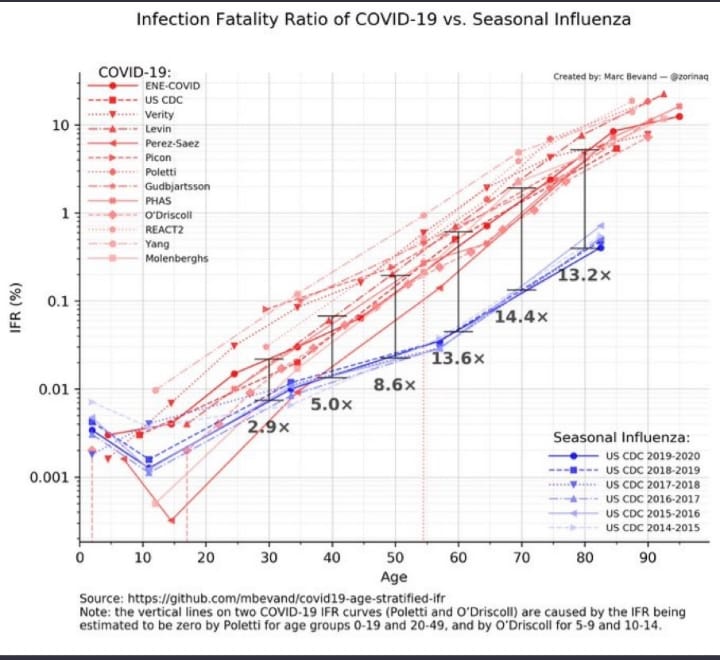 Infection Fatality Ratio of COVID-19 vs. Seasonal Influenza
Created by: Marc Bevand — @zorinaq
COVID-19:
ENE-COVID
US CDC
Verity
Levin
Perez-Saez
Picon
Poletti
Gudbjartsson
PHAS
O'Driscoll
REACT2
Yang
Molenberghs
IFR (%)
10
1
0.1
0.01
0.001
2.9×
5.0×
8.6×
13.6×
14.4×
13.2×
Seasonal Influenza:
US CDC 2019-2020
US CDC 2018-2019
US CDC 2017-2018
US CDC 2016-2017
US CDC 2015-2016
US CDC 2014-2015
0 10 20 30 40 50 60 70 80 90
Age
Source: https://github.com/mbevand/covid19-age-stratified-ifr
Note: the vertical lines on two COVID-19 IFR curves (Poletti and O'Driscoll) are caused by the IFR being
estimated to be zero by Poletti for age groups 0-19 and 20-49, and by O'Driscoll for 5-9 and 10-14.